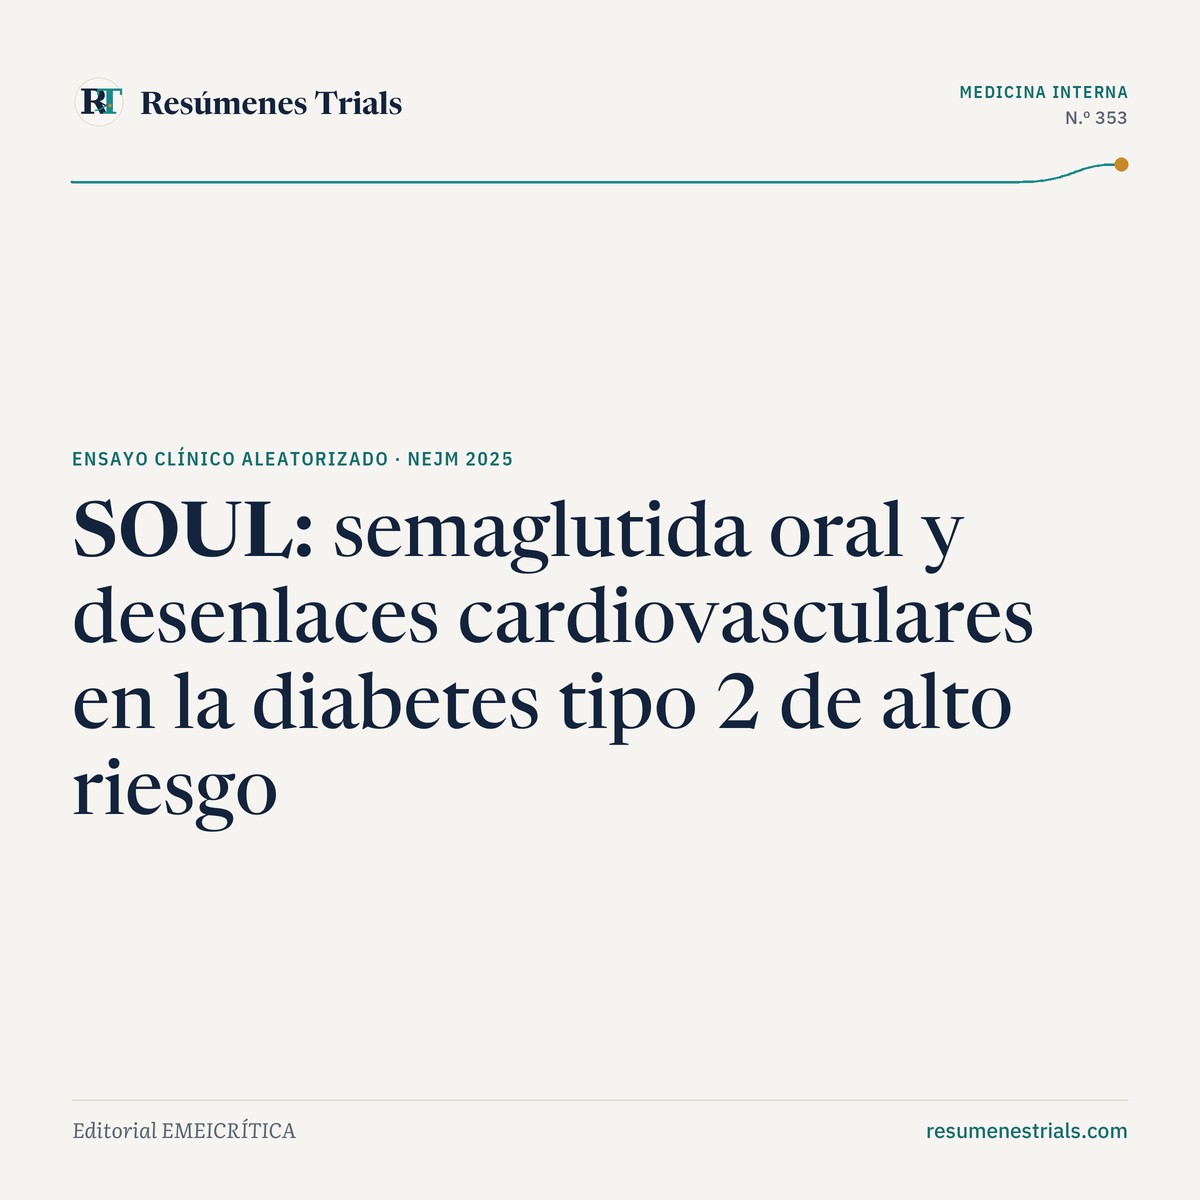 RT Resúmenes Trials
MEDICINA INTERNA
N.º 353
ENSAYO CLÍNICO ALEATORIZADO · NEJM 2025
SOUL: semaglutida oral y
desenlaces cardiovasculares
en la diabetes tipo 2 de alto
riesgo
Editorial EMEICRÍTICA
resumenestrials.com